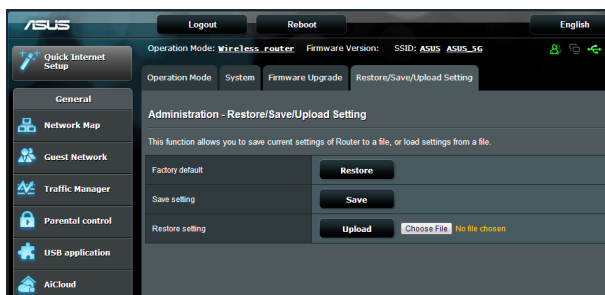 ASUS
Logout
Reboot
English
Quick Internet
Setup
Operation Mode: Wireless router Firmware Version: SSID: ASUS ASUS_5G
Operation Mode
System
Firmware Upgrade
Restore/Save/Upload Setting
General
Network Map
Guest Network
Traffic Manager
Parental control
USB application
AiCloud
Administration - Restore/Save/Upload Setting
This function allows you to save current settings of Router to a file, or load settings from a file.
Factory default
Restore
Save setting
Save
Restore setting
Upload
Choose File No file chosen